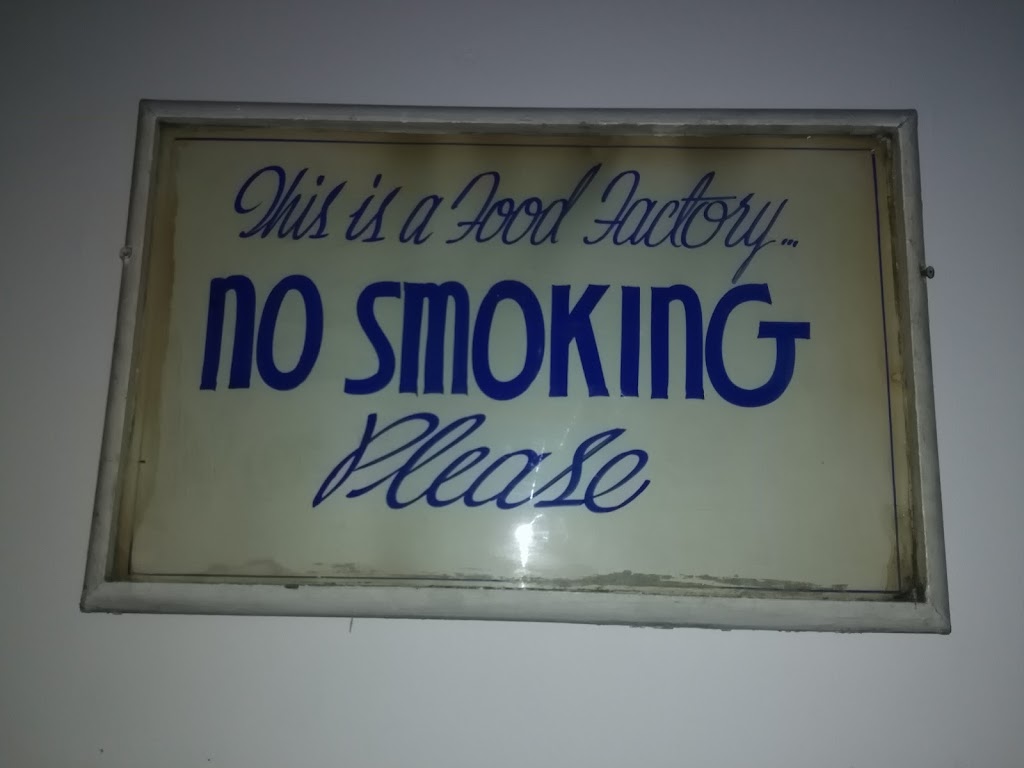 This is a Food Factory...
NO SMOKING
Please